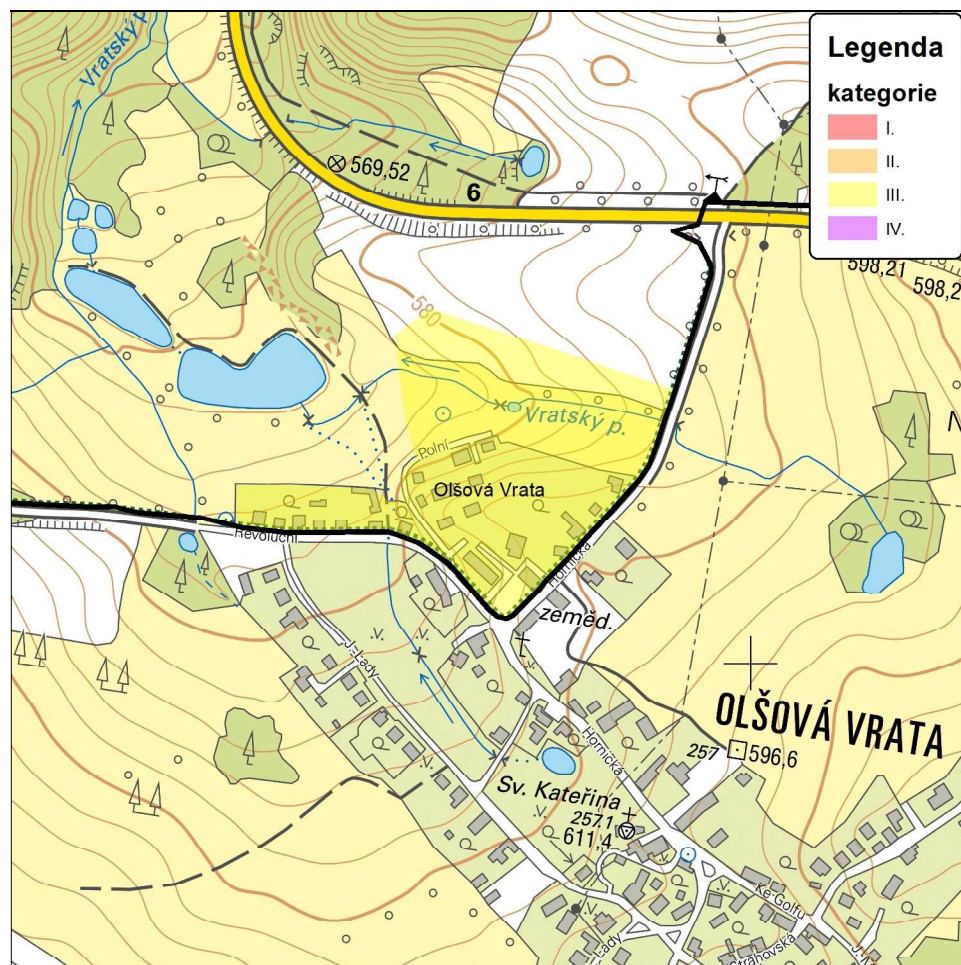 Legenda
kategorie
I.
II.
III.
IV.
Vratský p.
569,52
6
598,21
598,2
580
Vratský p.
N
Polní
Olšová Vrata
Revoluční
Hornická
zeměd.
J. Lady
OLŠOVÁ VRATA
257
596,6
Hornická
Sv. Kateřina
257.1
611,4
Ke Golfu
Strahovská
J. Lady